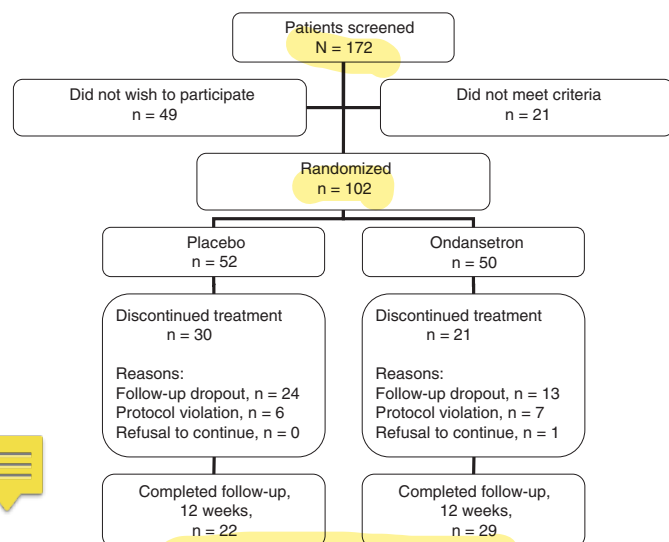 Patients screened
N = 172
Did not wish to participate
n = 49
Did not meet criteria
n = 21
Randomized
n = 102
Placebo
n = 52
Ondansetron
n = 50
Discontinued treatment
n = 30
Reasons:
Follow-up dropout, n = 24
Protocol violation, n = 6
Refusal to continue, n = 0
Discontinued treatment
n = 21
Reasons:
Follow-up dropout, n = 13
Protocol violation, n = 7
Refusal to continue, n = 1
Completed follow-up,
12 weeks,
n = 22
Completed follow-up,
12 weeks,
n = 29